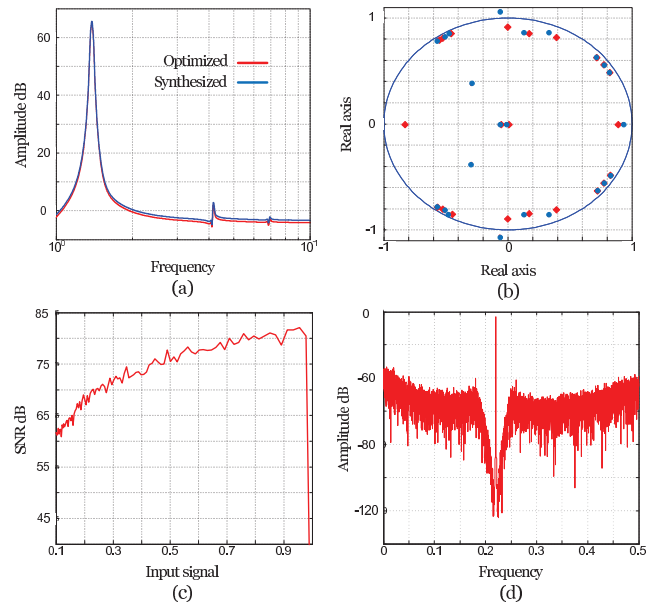 60
40
20
0
Amplitude dB
Optimized
Synthesized
10^0
10^1
Frequency
(a)
1
0
-1
Real axis
-1
0
1
Real axis
(b)
85
75
65
55
45
SNR dB
0.1
0.2
0.3
0.5
0.7
0.9
Input signal
(c)
0
-60
-80
-120
Amplitude dB
0
0.1
0.2
0.3
0.4
0.5
Frequency
(d)